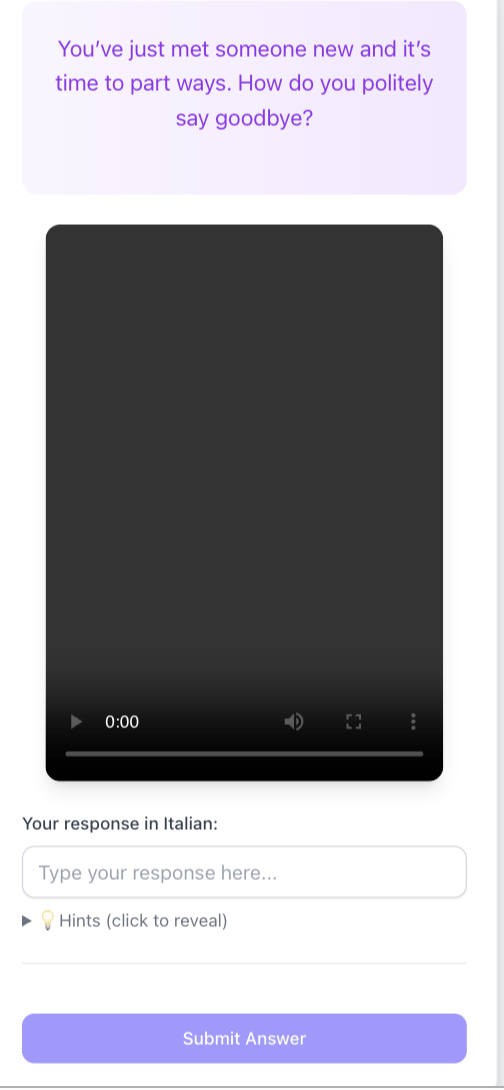 You’ve just met someone new and it’s
time to part ways. How do you politely
say goodbye?
0:00
Your response in Italian:
Type your response here...
💡 Hints (click to reveal)
Submit Answer